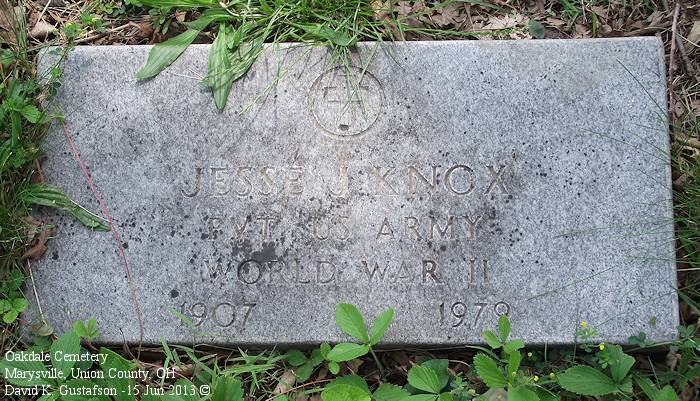 JESSE J KNOX
PVT US ARMY
WORLD WAR II
1907 1979
Oakdale Cemetery
Marysville, Union County, OH
David K. Gustafson - 15 Jun 2013 ©